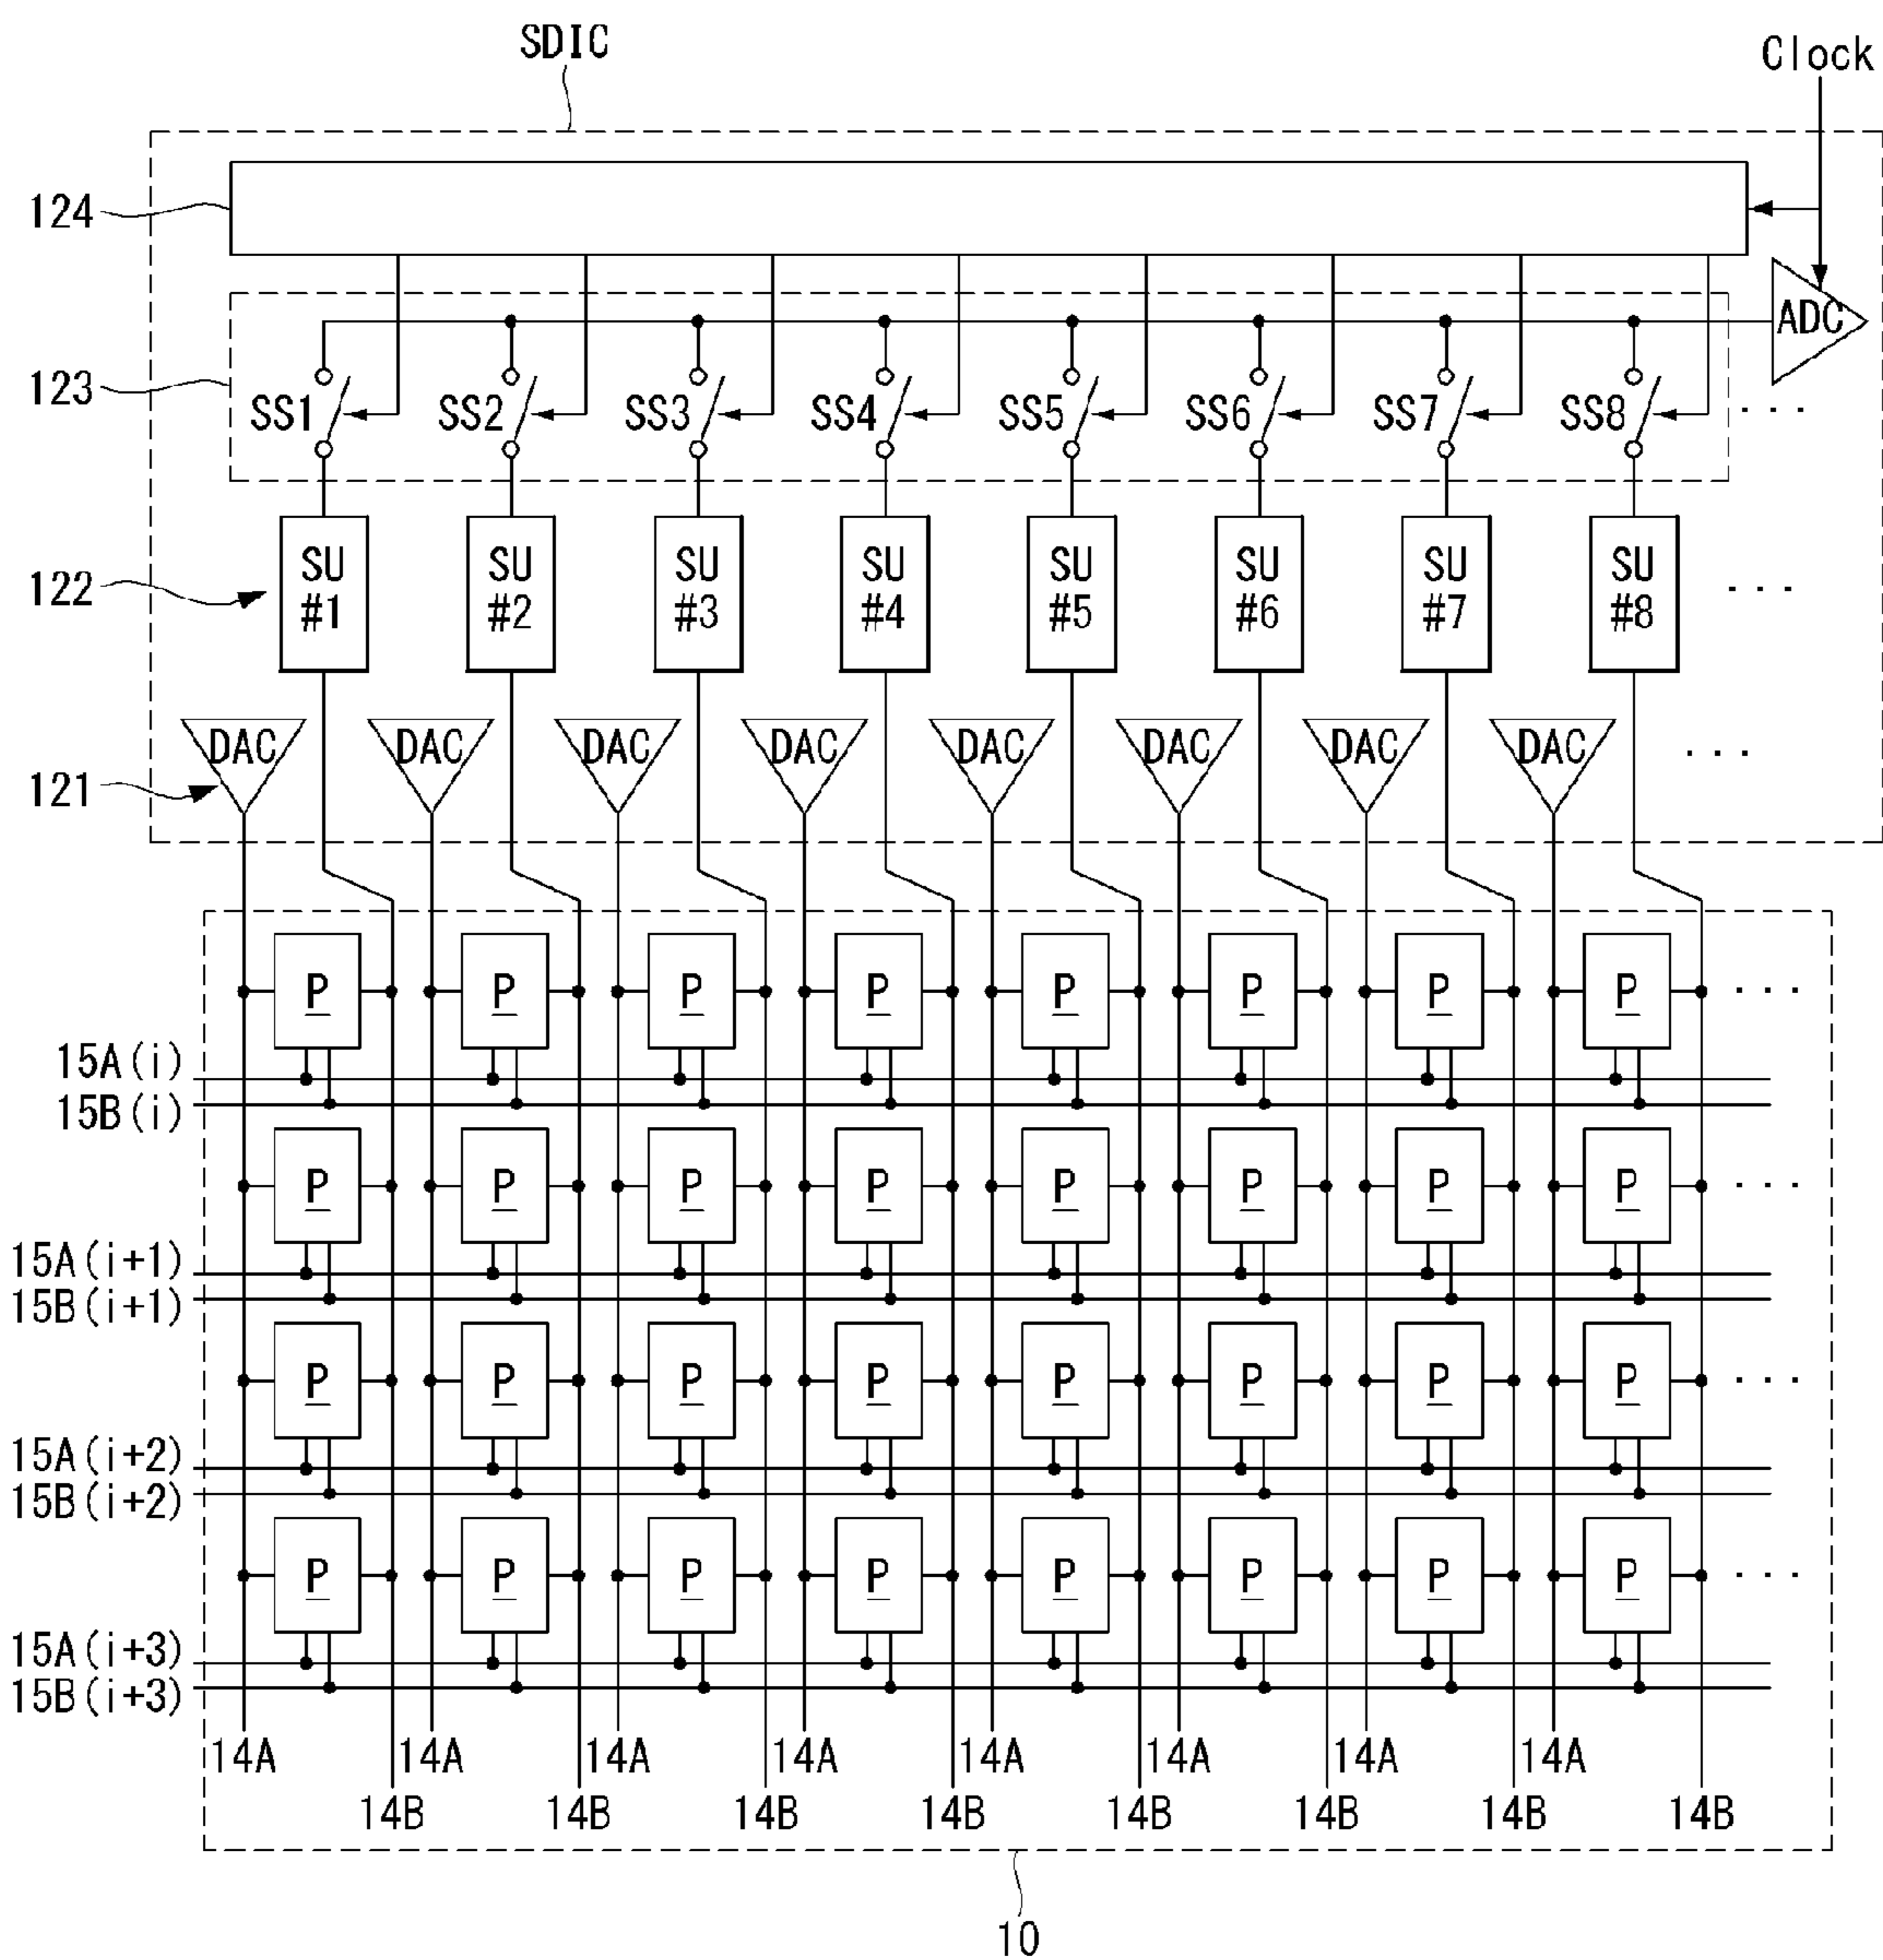 SDIC
Clock
124
ADC
123
SS1 SS2 SS3 SS4 SS5 SS6 SS7 SS8 ...
122
SU #1 SU #2 SU #3 SU #4 SU #5 SU #6 SU #7 SU #8 ...
DAC DAC DAC DAC DAC DAC DAC DAC ...
121
P P P P P P P P ...
15A(i)
15B(i)
P P P P P P P P ...
15A(i+1)
15B(i+1)
P P P P P P P P ...
15A(i+2)
15B(i+2)
P P P P P P P P ...
15A(i+3)
15B(i+3)
14A 14A 14A 14A 14A 14A 14A 14A
14B 14B 14B 14B 14B 14B 14B 14B
10